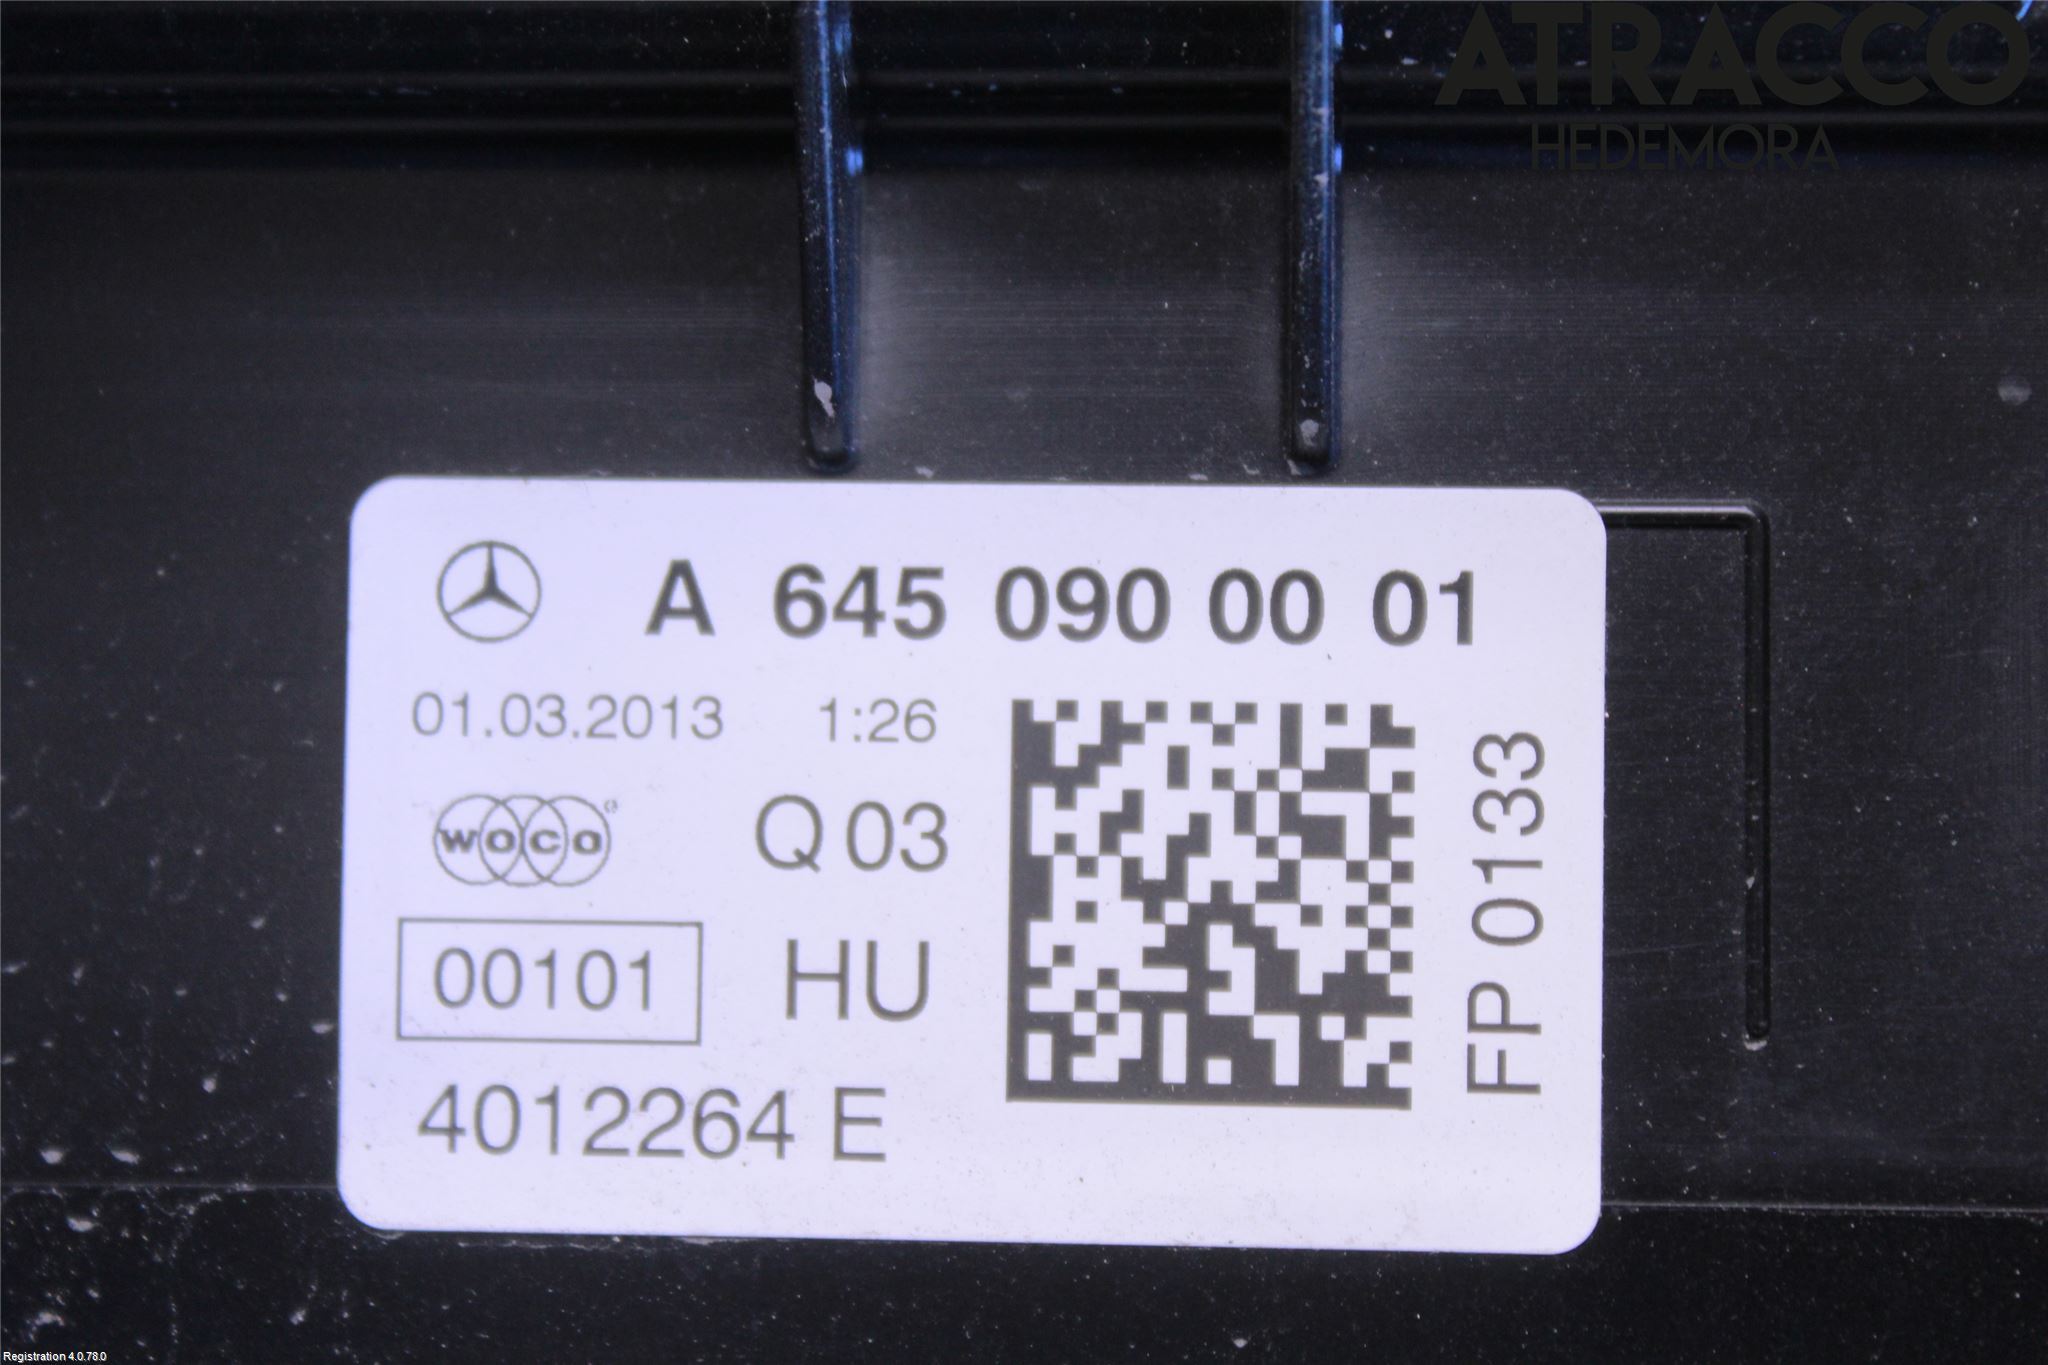 ATRACCO
HEDEMORA
A 645 090 00 01
01.03.2013 1:26
woco®
Q 03
00101
HU
4012264 E
FP 0133
Registration 4.0.78.0